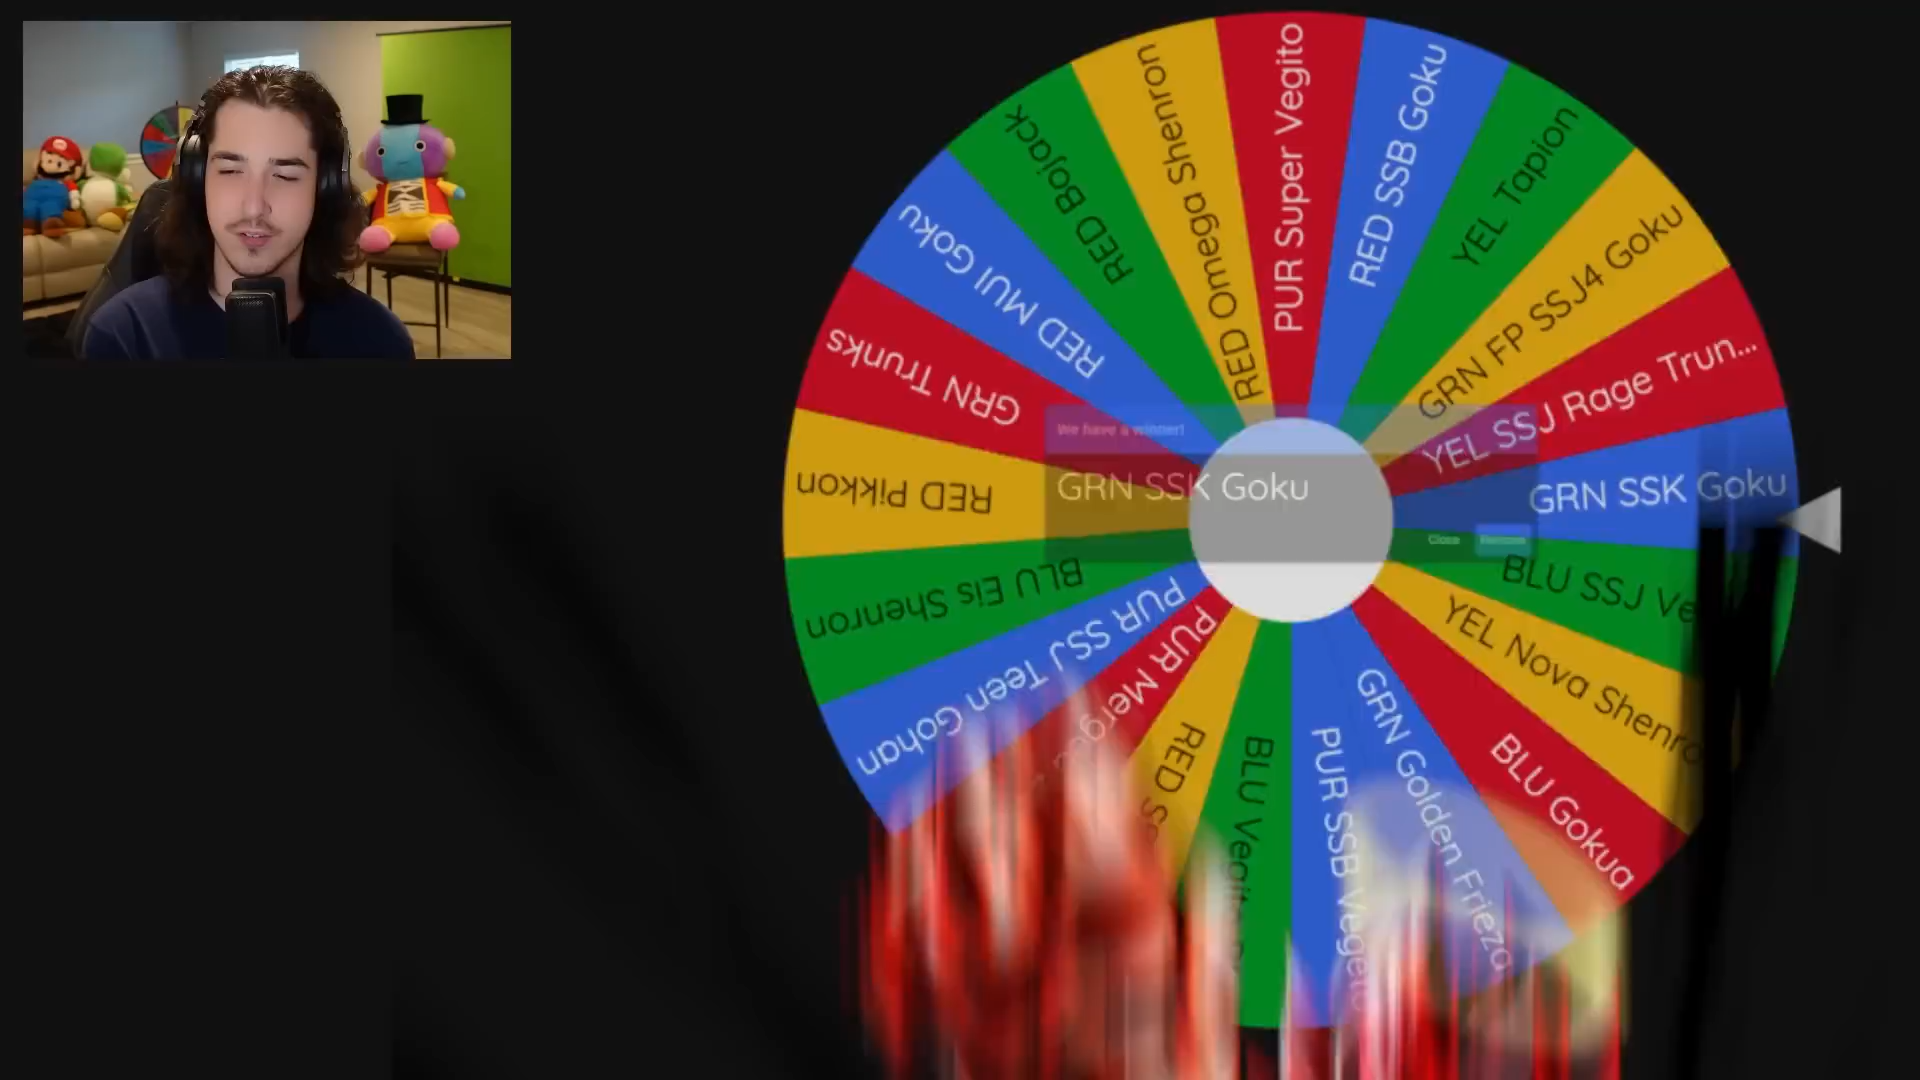 PUR Super Vegito
RED SSB Goku
YEL Tapion
GRN FP SSJ4 Goku
YEL SSJ Rage Trun...
GRN SSK Goku
BLU SSJ Ve
YEL Nova Shenro
BLU Gokua
GRN Golden Frieza
PUR SSB Vegeto
BLU Vegito
RED
PUR
PUR SSJ Teen Gohan
BLU Eis Shenron
RED Pikkon
GRN Trunks
RED MUI Goku
RED Bojack
RED Omega Shenron
We have a winner!
GRN SSK Goku
Close
Remove